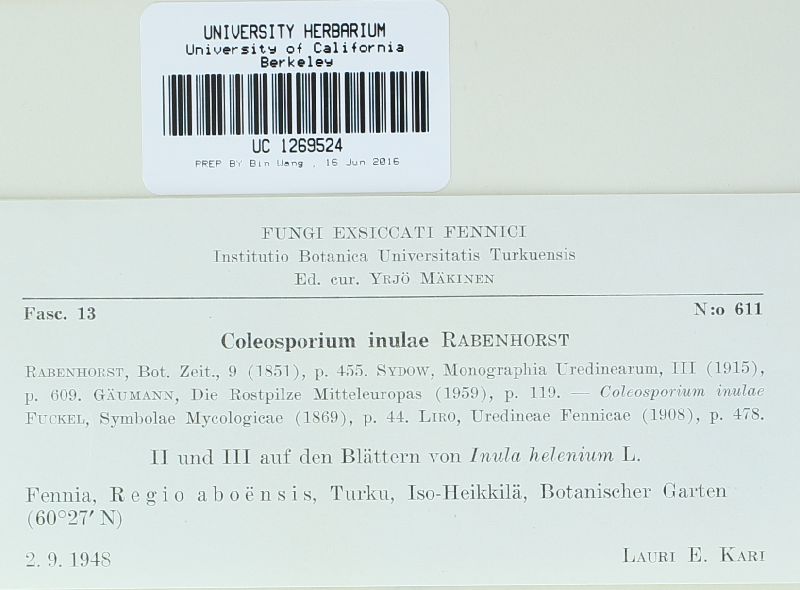 UNIVERSITY HERBARIUM
University of California
Berkeley
UC 1269524
PREP BY Bin Wang , 16 Jun 2016
FUNGI EXSICCATI FENNICI
Institutio Botanica Universitatis Turkuensis
Ed. cur. YRJÖ MÄKINEN
Fasc. 13 N:o 611
Coleosporium inulae RABENHORST
RABENHORST, Bot. Zeit., 9 (1851), p. 455. SYDOW, Monographia Uredinearum, III (1915),
p. 609. GÄUMANN, Die Rostpilze Mitteleuropas (1959), p. 119. — Coleosporium inulae
FUCKEL, Symbolae Mycologicae (1869), p. 44. LIRO, Uredineae Fennicae (1908), p. 478.
II und III auf den Blättern von Inula helenium L.
Fennia, Regio aboënsis, Turku, Iso-Heikkilä, Botanischer Garten
(60°27′ N)
2. 9. 1948 LAURI E. KARI